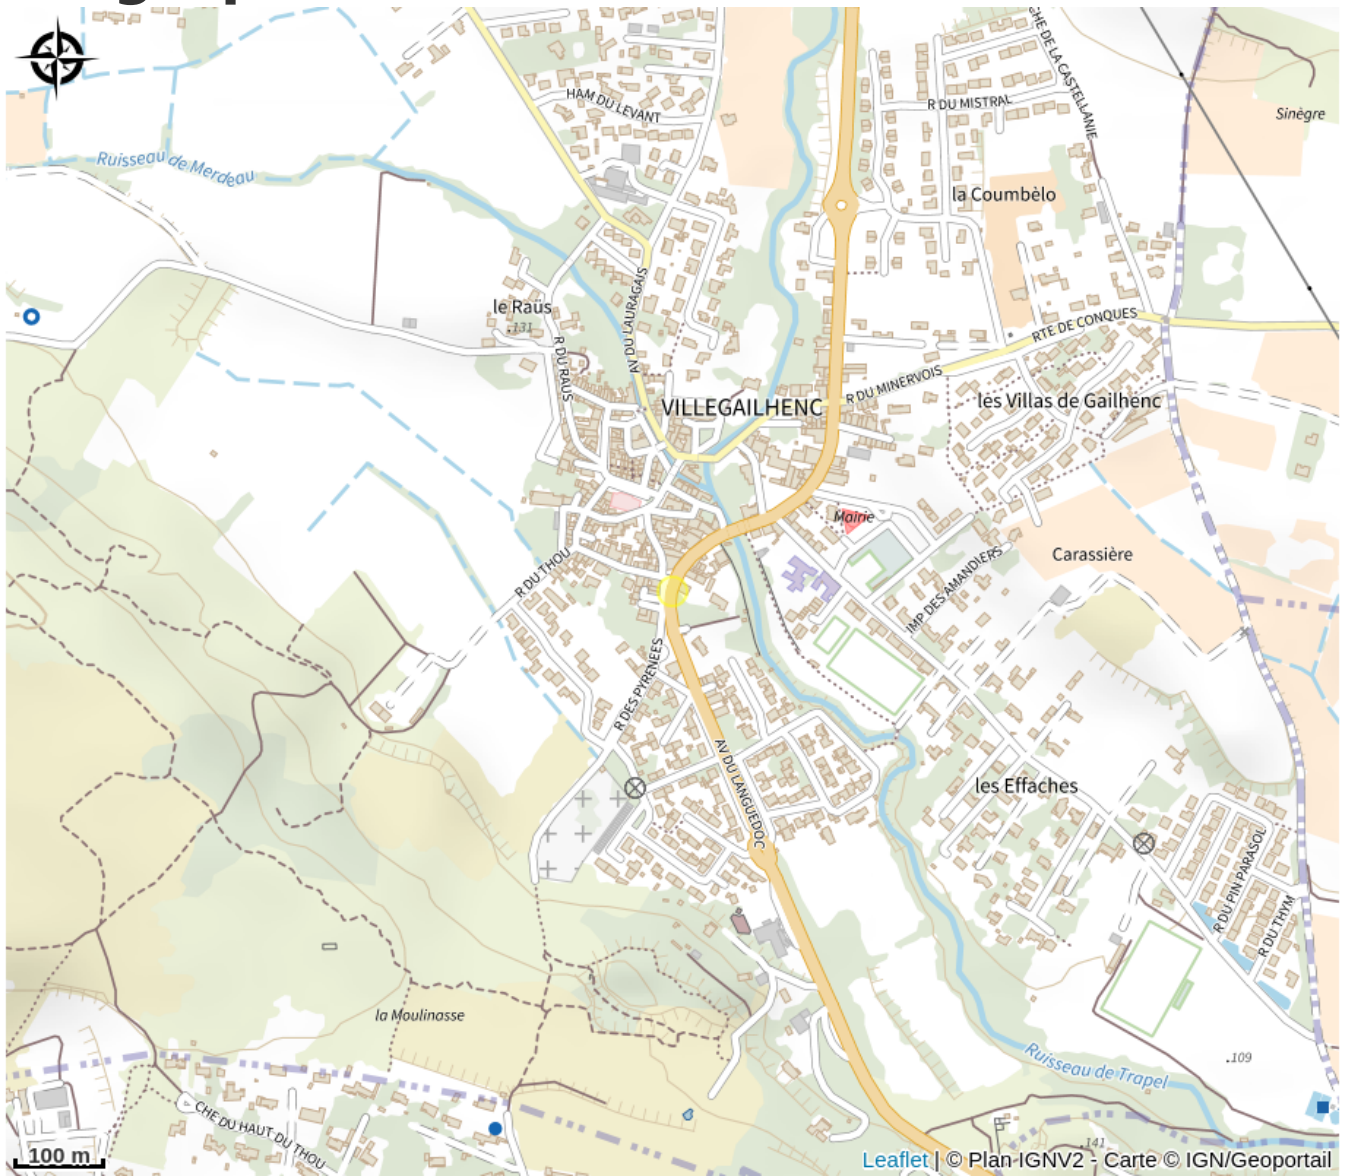 HAM DU LEVANT
CHE DE LA CASTELLANIE
R DU MISTRAL
Sinègre
Ruisseau de Merdeau
la Coumbèlo
AV DU LAURAGAIS
le Raüs
.131
RTE DE CONQUES
R DU RAUS
R DU MINERVOIS
VILLEGAILHENC
les Villas de Gailhenc
Mairie
Carassière
R DU THOU
IMP DES AMANDIERS
R DES PYRENEES
AV DU LANGUEDOC
les Effaches
R DU PIN PARASOL
R DU THYM
la Moulinasse
Ruisseau de Trapel
.109
CHE DU HAUT DU THOU
.141
100 m
Leaflet | © Plan IGNV2 - Carte © IGN/Geoportail